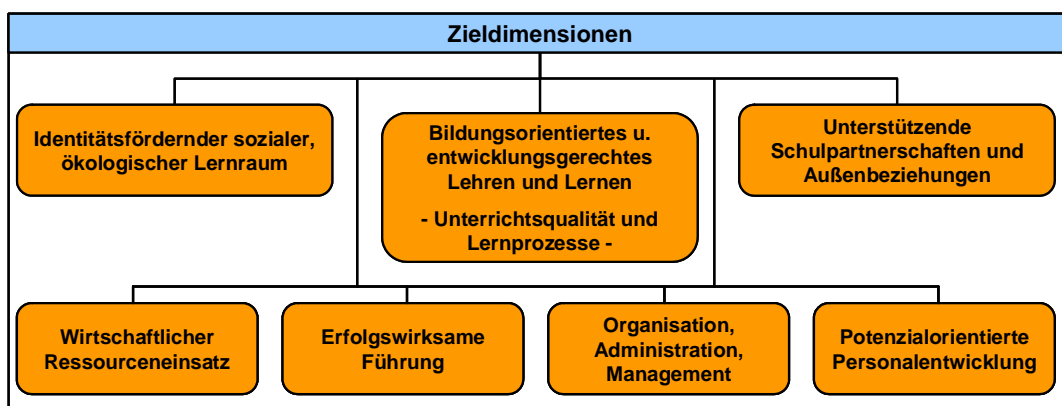 Zieldimensionen
Identitätsfördernder sozialer,
ökologischer Lernraum
Bildungsorientiertes u.
entwicklungsgerechtes
Lehren und Lernen
- Unterrichtsqualität und
Lernprozesse -
Unterstützende
Schulpartnerschaften und
Außenbeziehungen
Wirtschaftlicher
Ressourceneinsatz
Erfolgswirksame
Führung
Organisation,
Administration,
Management
Potenzialorientierte
Personalentwicklung